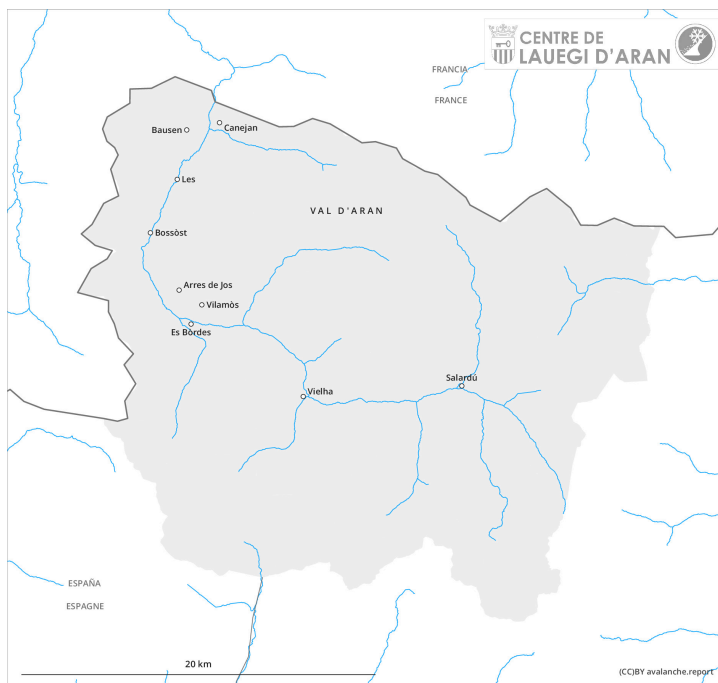 CENTRE DE
LAUEGI D'ARAN
FRANCIA
FRANCE
Bausen
Canejan
Les
VAL D'ARAN
Bossòst
Arres de Jos
Vilamòs
Es Bòrdes
Salardú
Vielha
ESPAÑA
ESPAGNE
20 km
(CC)BY avalanche.report